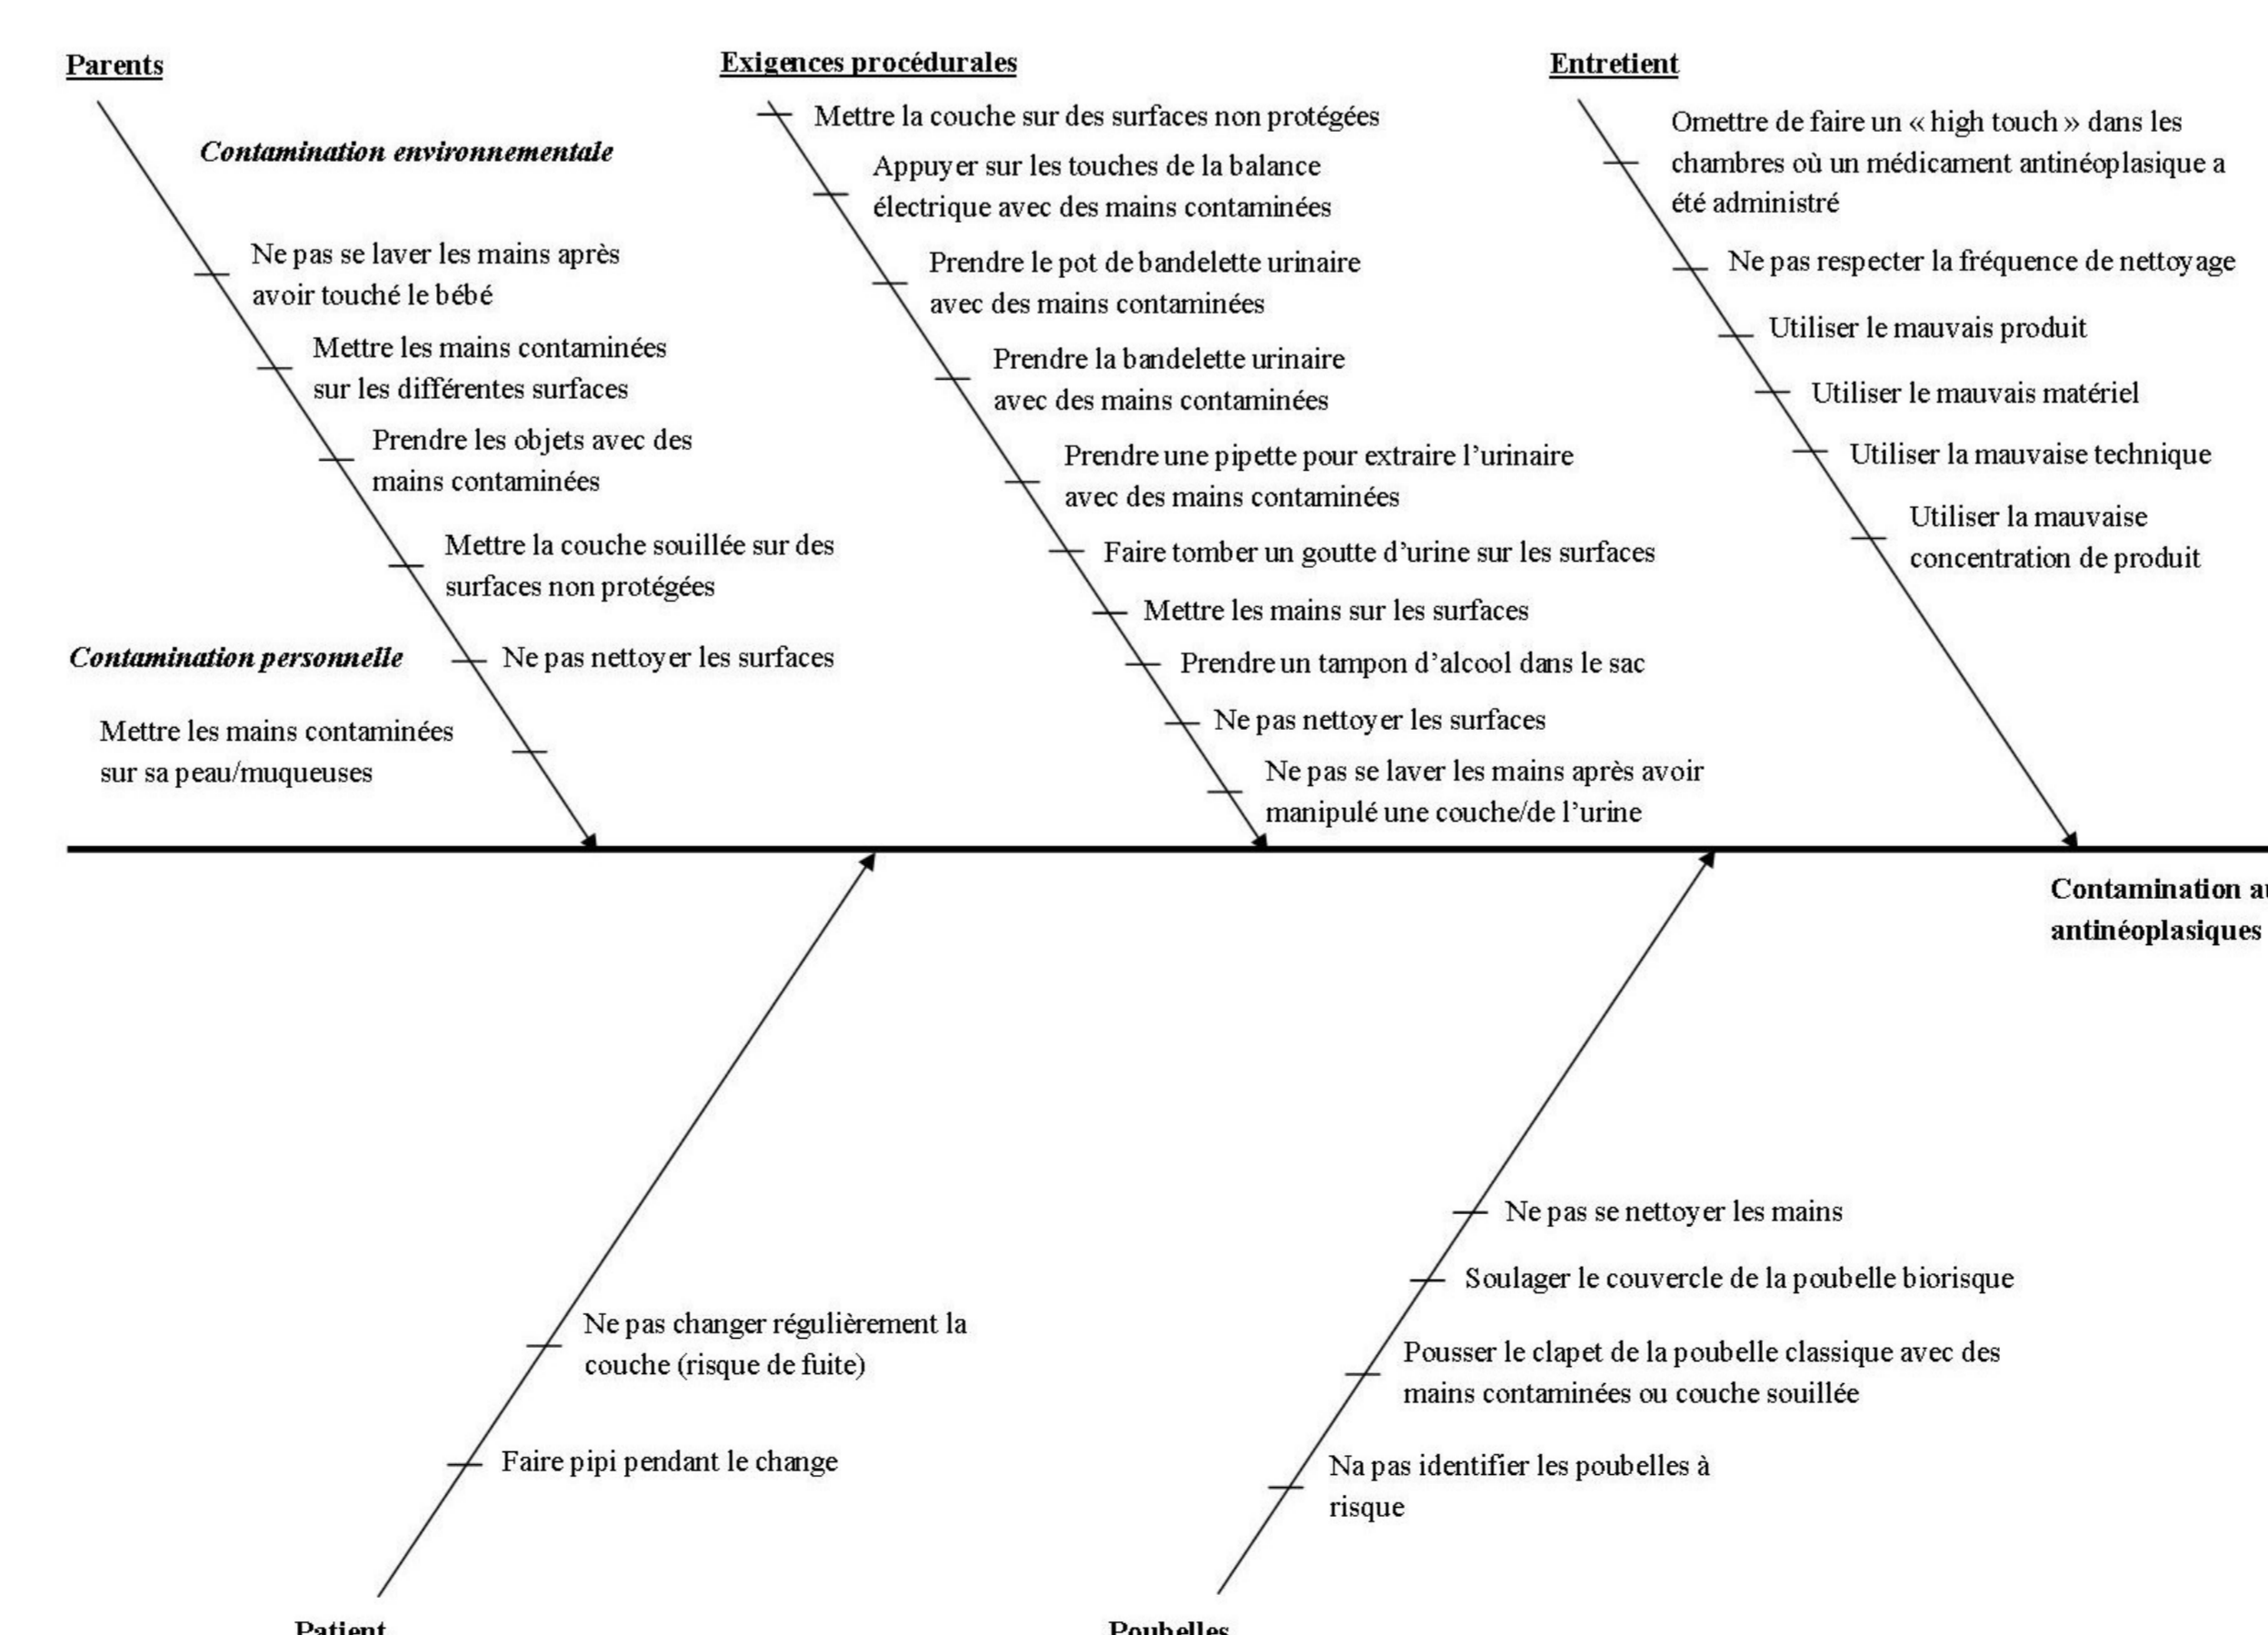 Parents
Contamination environnementale
Ne pas se laver les mains après
avoir touché le bébé
Mettre les mains contaminées
sur les différentes surfaces
Prendre les objets avec des
mains contaminées
Mettre la couche souillée sur des
surfaces non protégées
Contamination personnelle
Ne pas nettoyer les surfaces
Mettre les mains contaminées
sur sa peau/muqueuses
Exigences procédurales
Mettre la couche sur des surfaces non protégées
Appuyer sur les touches de la balance
électrique avec des mains contaminées
Prendre le pot de bandelette urinaire
avec des mains contaminées
Prendre la bandelette urinaire
avec des mains contaminées
Prendre une pipette pour extraire l’urinaire
avec des mains contaminées
Faire tomber un goutte d’urine sur les surfaces
Mettre les mains sur les surfaces
Prendre un tampon d’alcool dans le sac
Ne pas nettoyer les surfaces
Ne pas se laver les mains après avoir
manipulé une couche/de l’urine
Entretient
Omettre de faire un « high touch » dans les
chambres où un médicament antinéoplasique a
été administré
Ne pas respecter la fréquence de nettoyage
Utiliser le mauvais produit
Utiliser le mauvais matériel
Utiliser la mauvaise technique
Utiliser la mauvaise
concentration de produit
Contamination
antinéoplasiques
Ne pas changer régulièrement la
couche (risque de fuite)
Faire pipi pendant le change
Patient
Ne pas se nettoyer les mains
Soulager le couvercle de la poubelle biorisque
Pousser le clapet de la poubelle classique avec des
mains contaminées ou couche souillée
Na pas identifier les poubelles à
risque
Poubelles